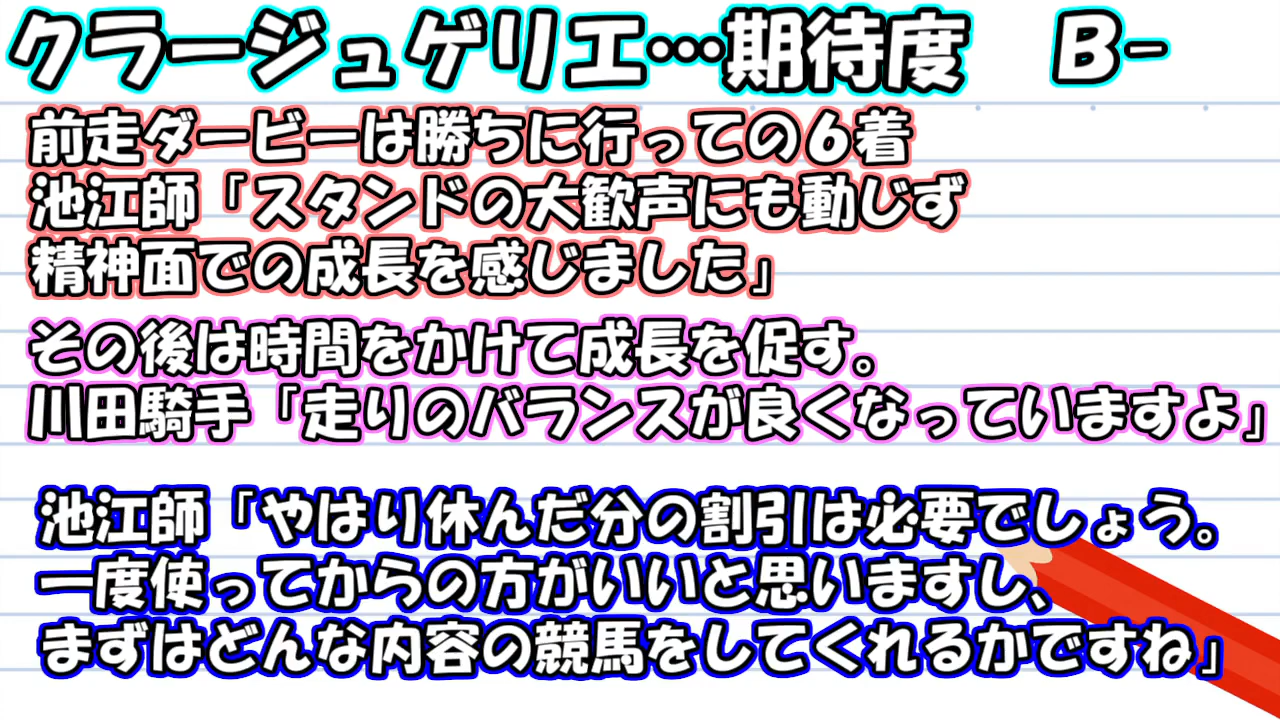 クラージュゲリエ…期待度　B-
前走ダービーは勝ちに行っての6着
池江師「スタンドの大歓声にも動じず
精神面での成長を感じました」
その後は時間をかけて成長を促す。
川田騎手「走りのバランスが良くなっていますよ」
池江師「やはり休んだ分の割引は必要でしょう。
一度使ってからの方がいいと思いますし、
まずはどんな内容の競馬をしてくれるかですね」